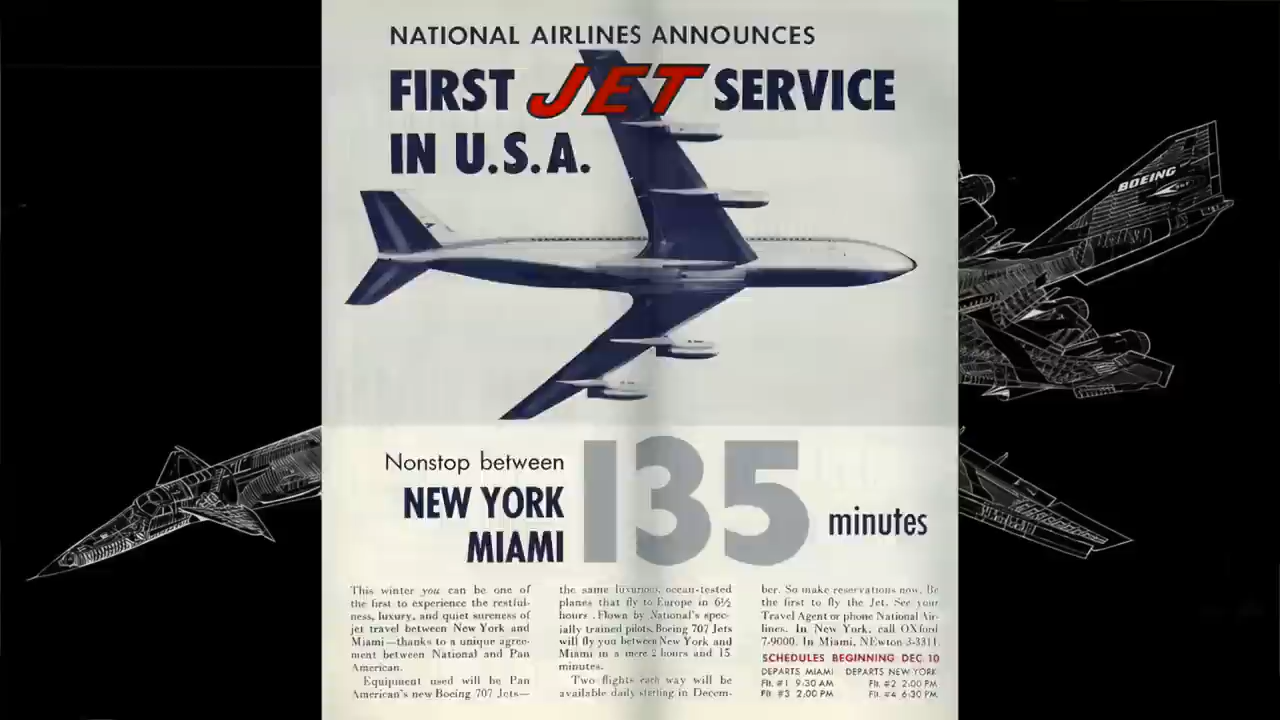 NATIONAL AIRLINES ANNOUNCES
FIRST JET SERVICE
IN U.S.A.
BOEING
Nonstop between
NEW YORK
MIAMI
135
minutes
This winter you can be one of
the first to experience the restful-
ness, luxury, and quiet sureness of
jet travel between New York and
Miami—thanks to a unique agree-
ment between National and Pan
American.
Equipment used will be Pan
American's new Boeing 707 Jets—
the same luxurious, ocean-tested
planes that fly to Europe in 6½
hours. Flown by National's spec-
ially trained pilots, Boeing 707 Jets
will fly you between New York and
Miami in a mere 2 hours and 15
minutes.
Two flights each way will be
available daily starting in Decem-
ber. So make reservations now. Be
the first to fly the Jet. See your
Travel Agent or phone National Air-
lines. In New York, call OXford
7-9000. In Miami, NEwton 3-3311.
SCHEDULES BEGINNING DEC 10
DEPARTS MIAMI DEPARTS NEW YORK
Flt. #1 9:30 AM Flt. #2 2:00 PM
Flt. #3 2:00 PM Flt. #4 6:30 PM